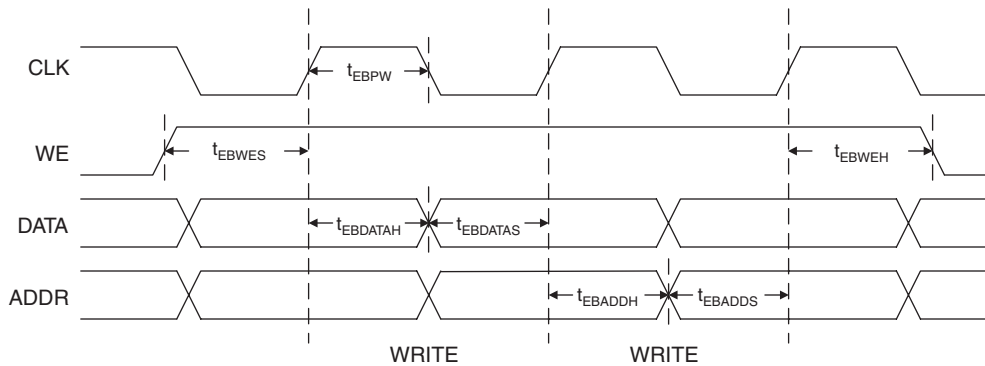 CLK
tEBPW
WE
tEBWES
tEBWEH
DATA
tEBDATAH
tEBDATAS
ADDR
tEBADDH
tEBADDS
WRITE
WRITE